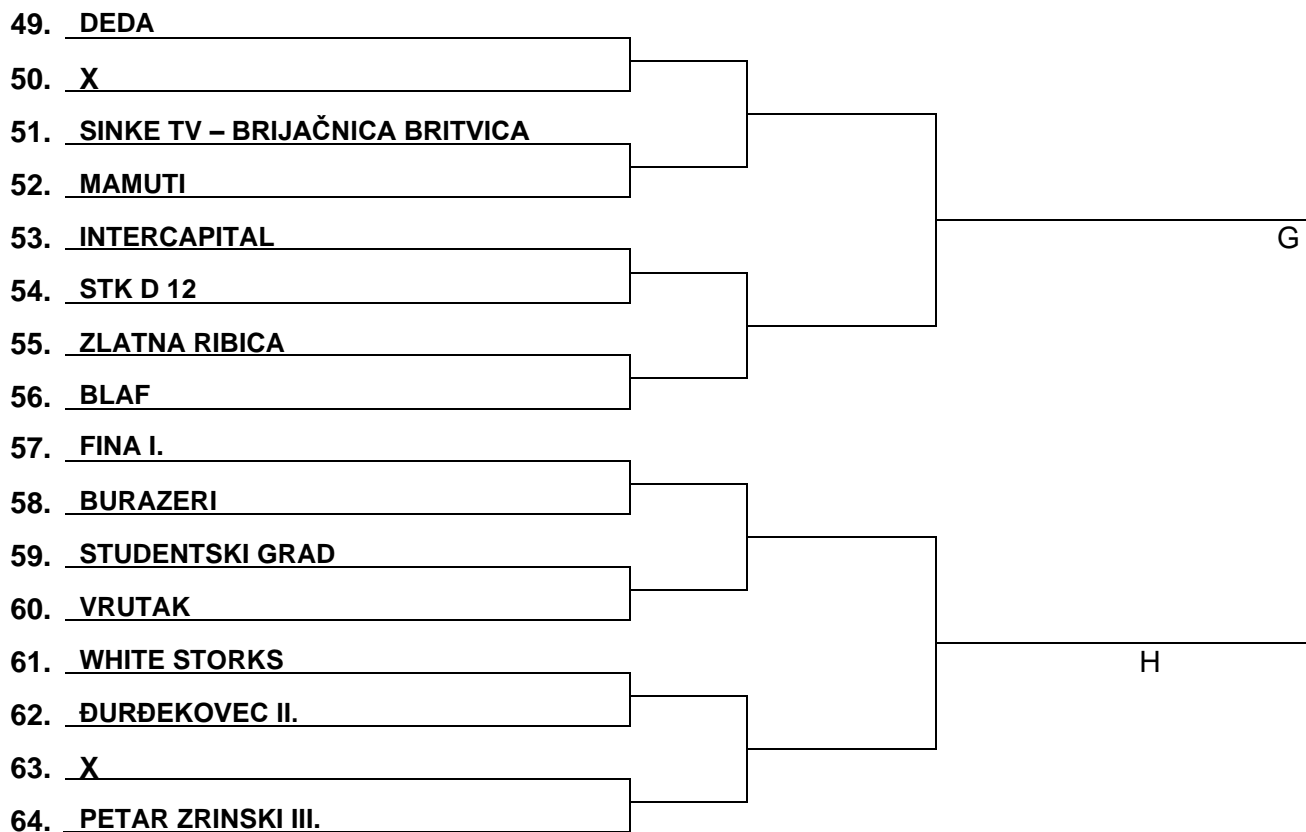 49. DEDA
50. X
51. SINKE TV – BRIJAČNICA BRITVICA
52. MAMUTI
53. INTERCAPITAL
G
54. STK D 12
55. ZLATNA RIBICA
56. BLAF
57. FINA I.
58. BURAZERI
59. STUDENTSKI GRAD
60. VRUTAK
61. WHITE STORKS
H
62. ĐURĐEKOVEC II.
63. X
64. PETAR ZRINSKI III.